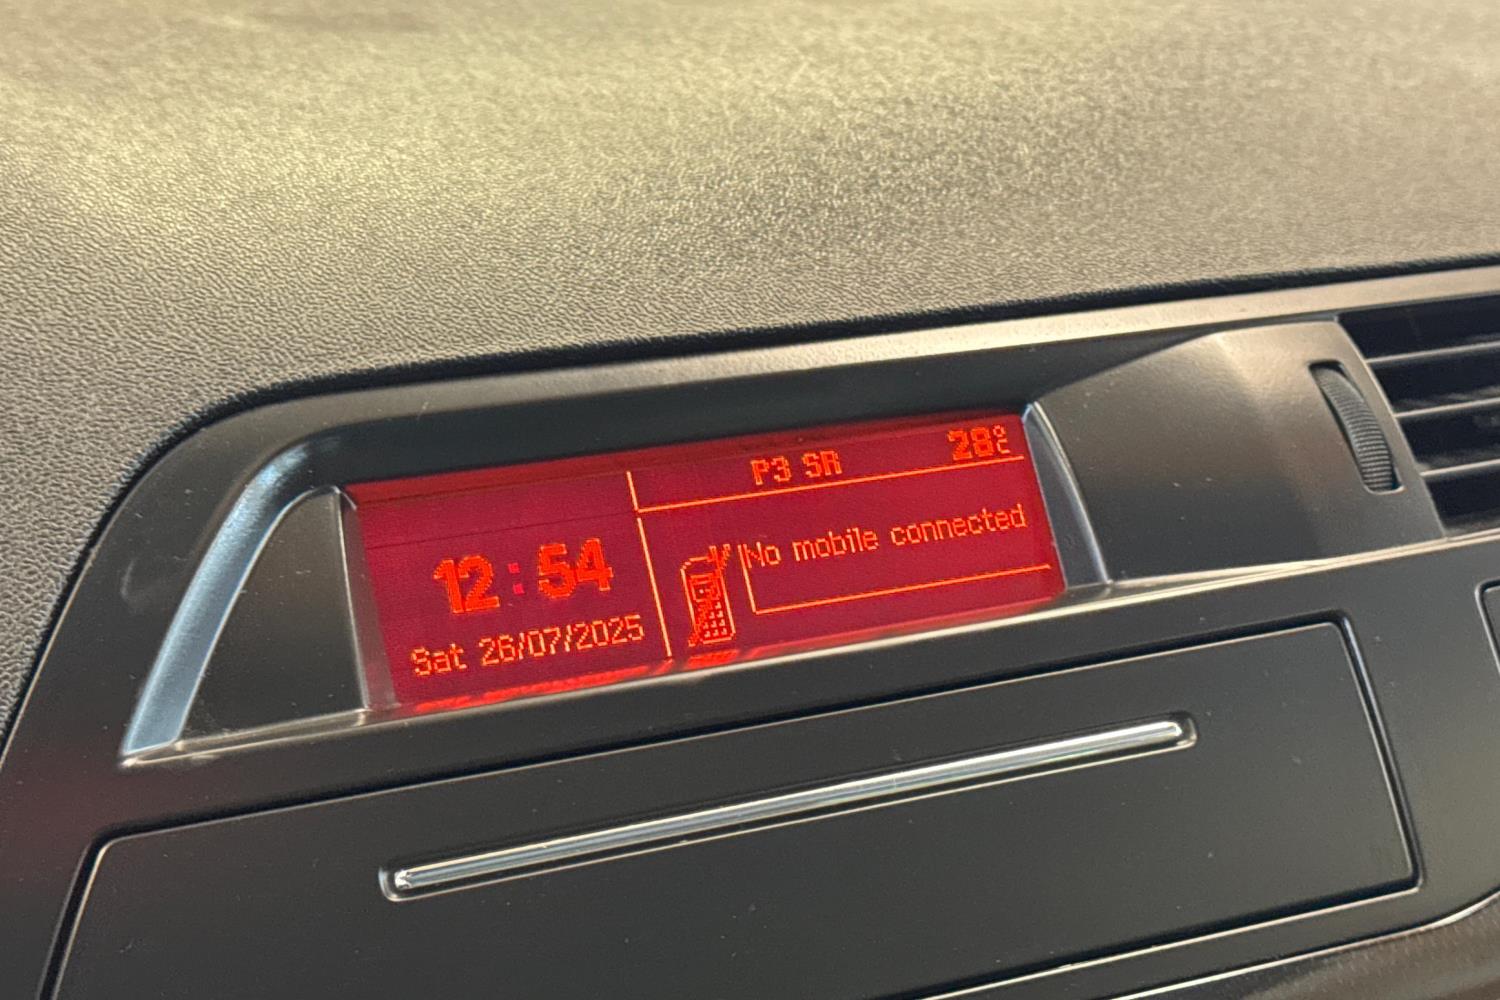 P3 SR
28°C
12:54
Sat 26/07/2025
No mobile connected